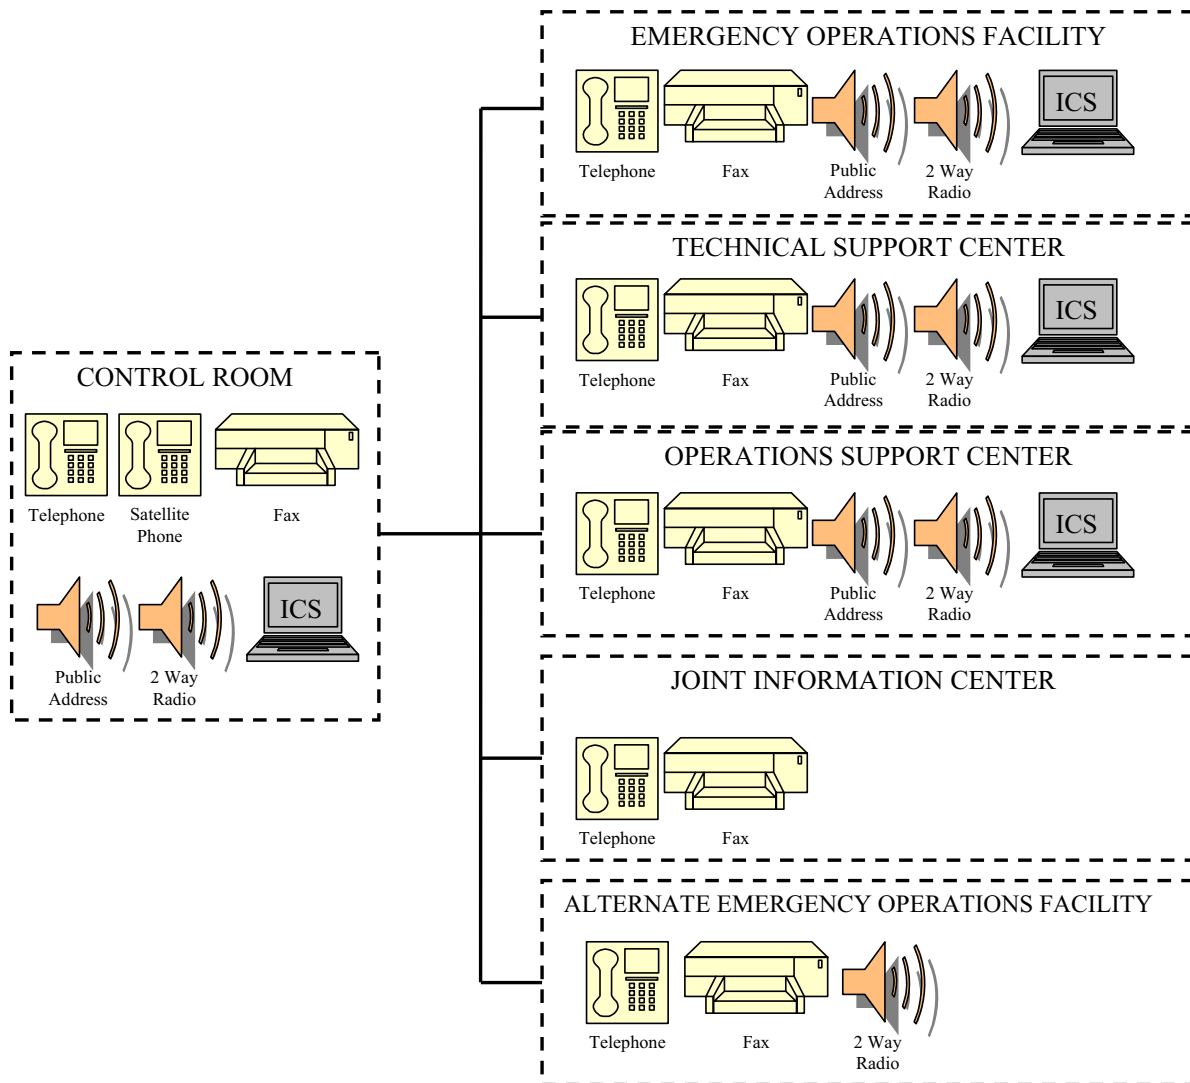 EMERGENCY OPERATIONS FACILITY
ICS
Telephone Fax Public 2 Way
Address Radio
TECHNICAL SUPPORT CENTER
ICS
Telephone Fax Public 2 Way
Address Radio
CONTROL ROOM
Telephone Satellite Fax
Phone
ICS
Public 2 Way
Address Radio
OPERATIONS SUPPORT CENTER
ICS
Telephone Fax Public 2 Way
Address Radio
JOINT INFORMATION CENTER
Telephone Fax
ALTERNATE EMERGENCY OPERATIONS FACILITY
Telephone Fax 2 Way
Radio